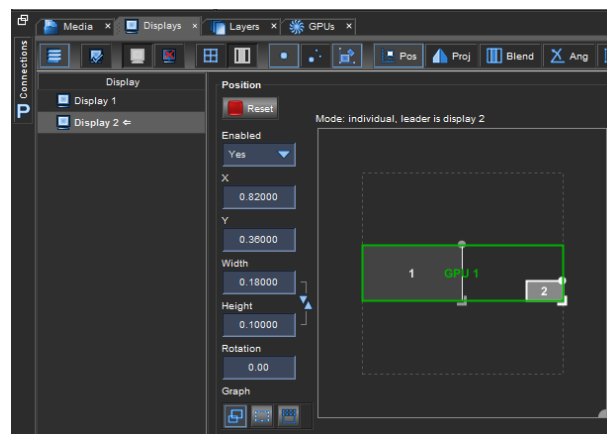 Media × Displays × Layers × GPUs ×
Connections
P
Pos Proj Blend Ang
Display
Display 1
Display 2 ⇐
Position
Reset
Mode: individual, leader is display 2
Enabled
Yes
X
0.82000
Y
0.36000
Width
0.18000
Height
0.10000
Rotation
0.00
Graph
1 GPU 1
2